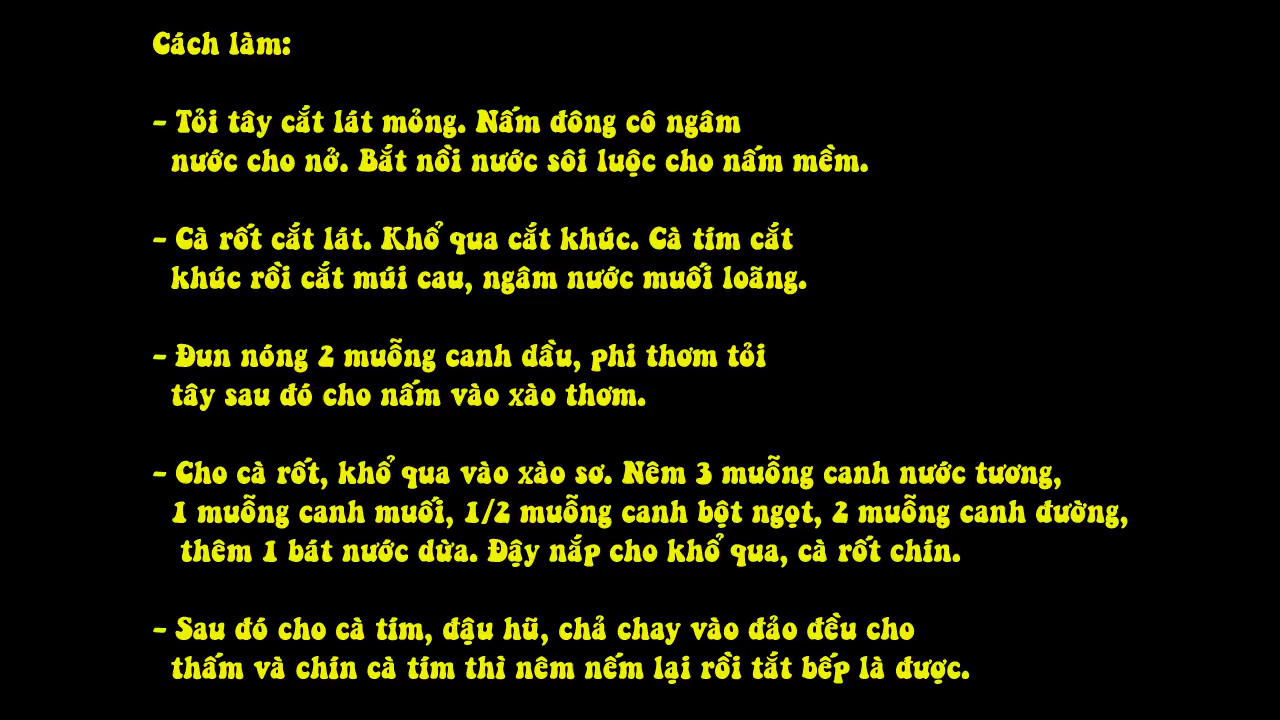 Cách làm:
- Tỏi tây cắt lát mỏng. Nấm đông cô ngâm
nước cho nở. Bắt nồi nước sôi luộc cho nấm mềm.
- Cà rốt cắt lát. Khổ qua cắt khúc. Cà tím cắt
khúc rồi cắt múi cau, ngâm nước muối loãng.
- Đun nóng 2 muỗng canh dầu, phi thơm tỏi
tây sau đó cho nấm vào xào thơm.
- Cho cà rốt, khổ qua vào xào sơ. Nêm 3 muỗng canh nước tương,
1 muỗng canh muối, 1/2 muỗng canh bột ngọt, 2 muỗng canh đường,
thêm 1 bát nước dừa. Đậy nắp cho khổ qua, cà rốt chín.
- Sau đó cho cà tím, đậu hũ, chả chay vào đảo đều cho
thấm và chín cà tím thì nêm nếm lại rồi tắt bếp là được.